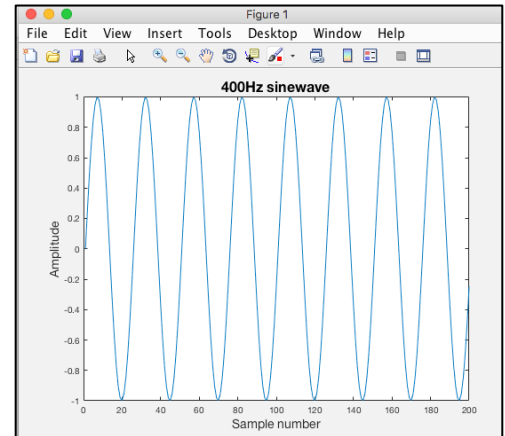 Figure 1
File Edit View Insert Tools Desktop Window Help
400Hz sinewave
1
0.8
0.6
0.4
0.2
0
-0.2
-0.4
-0.6
-0.8
-1
Amplitude
0 20 40 60 80 100 120 140 160 180 200
Sample number